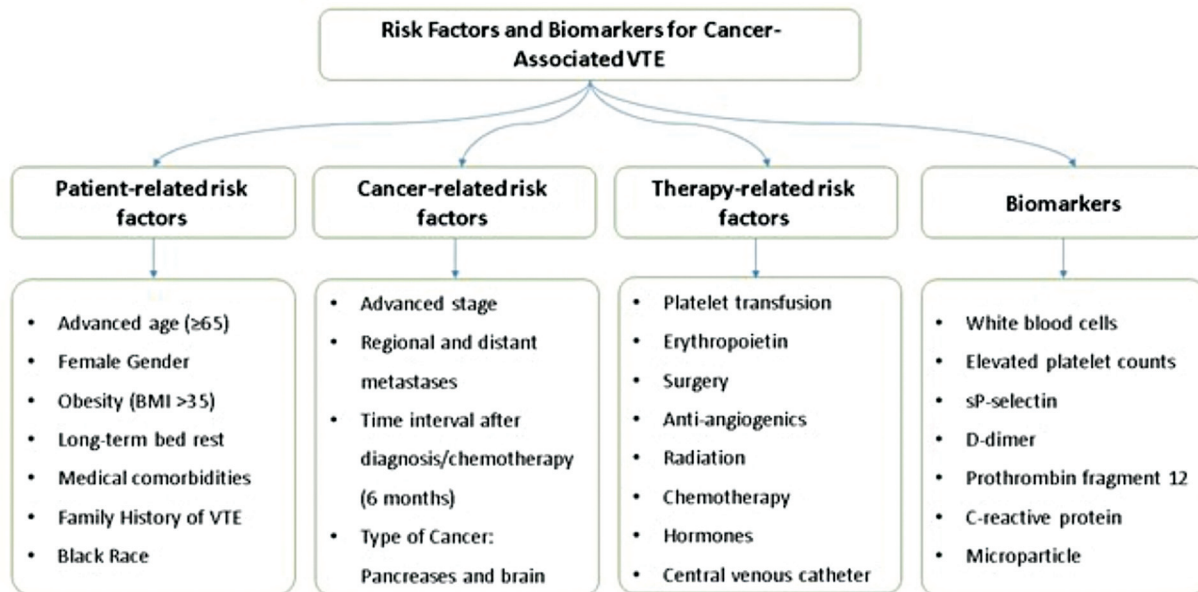 Risk Factors and Biomarkers for Cancer-
Associated VTE
Patient-related risk
factors
Cancer-related risk
factors
Therapy-related risk
factors
Biomarkers
• Advanced age (≥65)
• Female Gender
• Obesity (BMI >35)
• Long-term bed rest
• Medical comorbidities
• Family History of VTE
• Black Race
• Advanced stage
• Regional and distant
metastases
• Time interval after
diagnosis/chemotherapy
(6 months)
• Type of Cancer:
Pancreases and brain
• Platelet transfusion
• Erythropoietin
• Surgery
• Anti-angiogenics
• Radiation
• Chemotherapy
• Hormones
• Central venous catheter
• White blood cells
• Elevated platelet counts
• sP-selectin
• D-dimer
• Prothrombin fragment 12
• C-reactive protein
• Microparticle